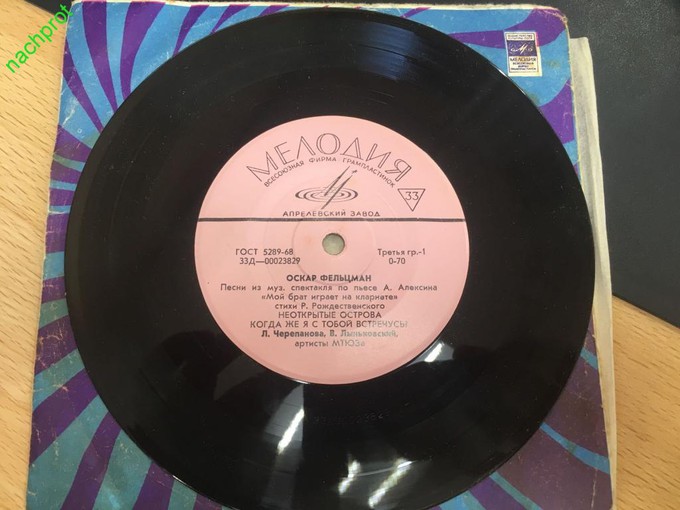 nachprot
МЕЛОДИЯ
МЕЛОДИЯ
ВСЕСОЮЗНАЯ ФИРМА ГРАМПЛАСТИНОК
33
АПРЕЛЕВСКИЙ ЗАВОД
ГОСТ 5289-68 Третья гр.-1
33Д—00023829 0-70
ОСКАР ФЕЛЬЦМАН
Песни из муз. спектакля по пьесе А. Алексина
«Мой брат играет на кларнете»
стихи Р. Рождественского
НЕОТКРЫТЫЕ ОСТРОВА
КОГДА ЖЕ Я С ТОБОЙ ВСТРЕЧУСЬ
Л. Черепанова, В.
артисты МТЮЗа